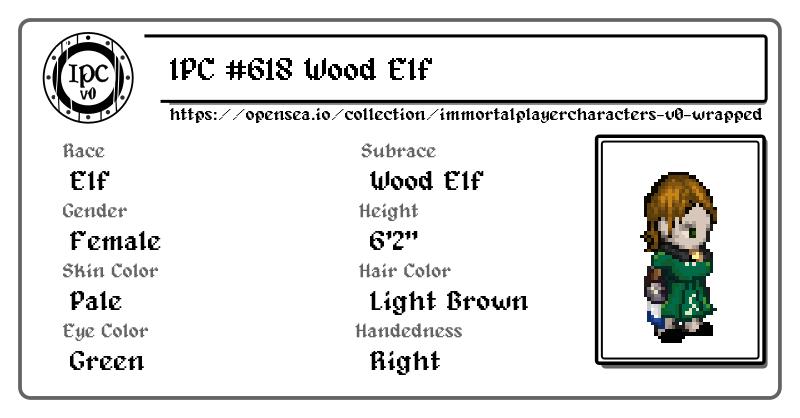 IPC
v0
IPC #618 Wood Elf
https://opensea.io/collection/immortalplayercharacters-v0-wrapped
Race
Elf
Subrace
Wood Elf
Gender
Female
Height
6'2"
Skin Color
Pale
Hair Color
Light Brown
Eye Color
Green
Handedness
Right